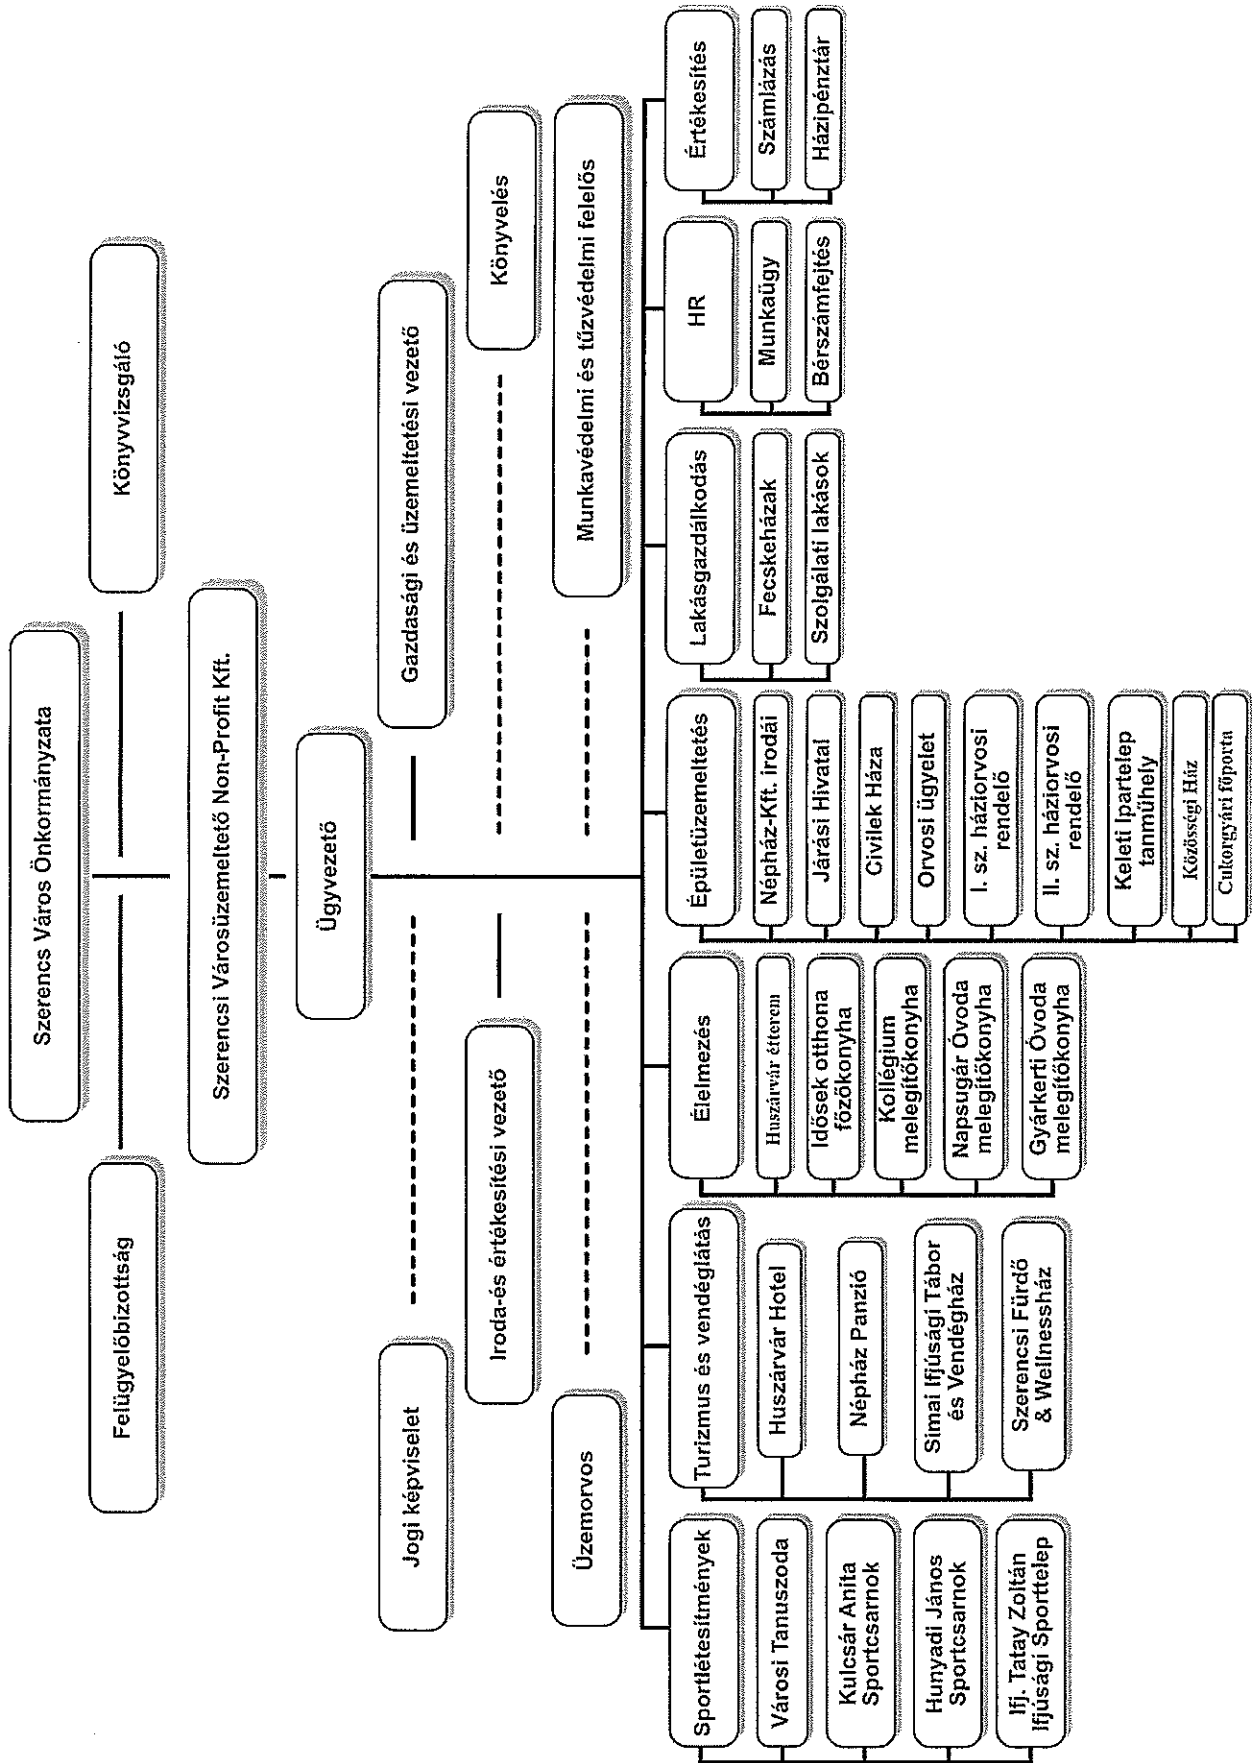 Szerencs Város Önkormányzata
Felügyelőbizottság
Könyvvizsgáló
Szerencsi Városüzemeltető Non-Profit Kft.
Ügyvezető
Jogi képviselet
Gazdasági és üzemeltetési vezető
Iroda-és értékesítési vezető
Könyvelés
Üzemorvos
Munkavédelmi és tűzvédelmi felelős
Sportlétesítmények
Városi Tanuszoda
Kulcsár Anita
Sportcsarnok
Hunyadi János
Sportcsarnok
Ifj. Tatay Zoltán
Ifjúsági Sporttelep
Turizmus és vendéglátás
Huszárvár Hotel
Népház Panzió
Simai Ifjúsági Tábor
és Vendégház
Szerencsi Fürdő
& Wellnessház
Élelmezés
Huszárvár étterem
Idősek otthona
főzőkonyha
Kollégium
melegítőkonyha
Napsugár Óvoda
melegítőkonyha
Gyárkerti Óvoda
melegítőkonyha
Épületüzemeltetés
Népház-Kft. irodái
Járási Hivatal
Civilek Háza
Orvosi ügyelet
I. sz. háziorvosi
rendelő
II. sz. háziorvosi
rendelő
Keleti Ipartelep
tanműhely
Közösségi Ház
Cukorgyári főporta
Lakásgazdálkodás
Fecskeházak
Szolgálati lakások
HR
Munkaügy
Bérszámfejtés
Értékesítés
Számlázás
Házipénztár